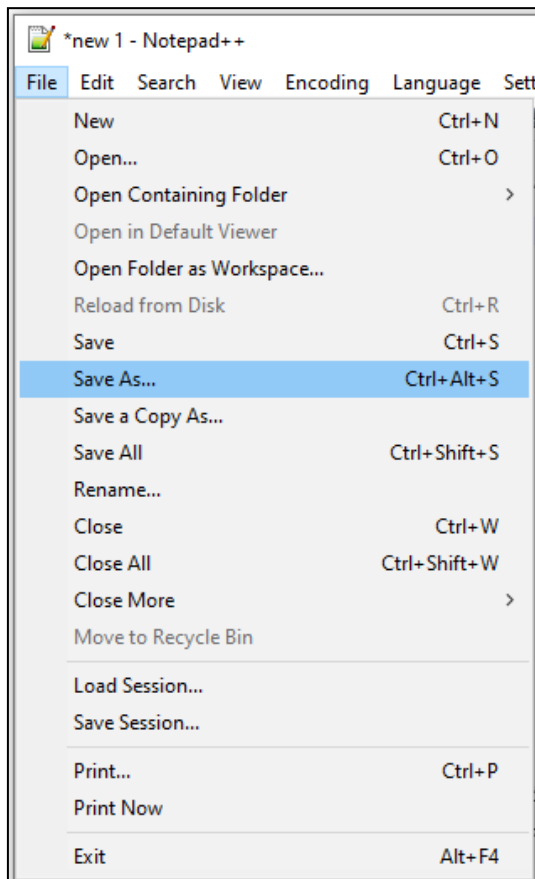 *new 1 - Notepad++
File Edit Search View Encoding Language Sett
New Ctrl+N
Open... Ctrl+O
Open Containing Folder >
Open in Default Viewer
Open Folder as Workspace...
Reload from Disk Ctrl+R
Save Ctrl+S
Save As... Ctrl+Alt+S
Save a Copy As...
Save All Ctrl+Shift+S
Rename...
Close Ctrl+W
Close All Ctrl+Shift+W
Close More >
Move to Recycle Bin
Load Session...
Save Session...
Print... Ctrl+P
Print Now
Exit Alt+F4